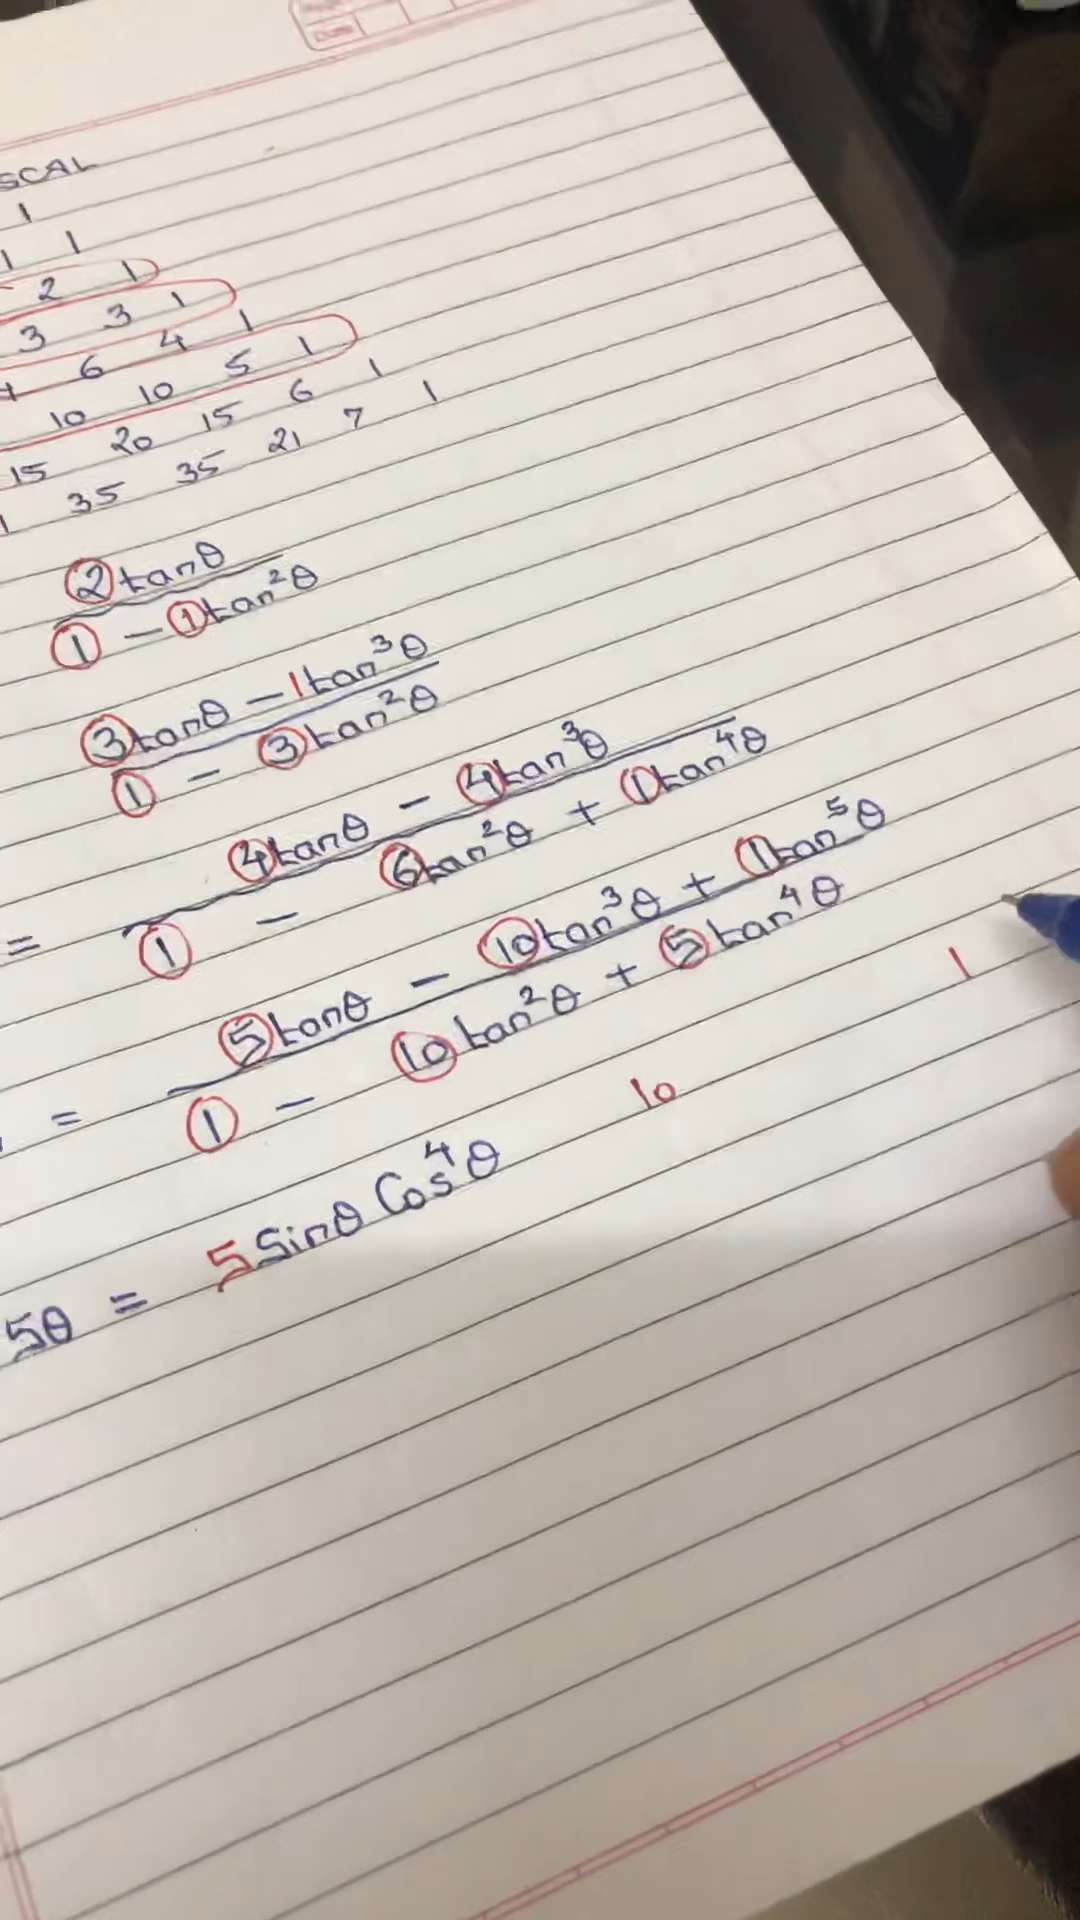 SCAL
1
1 1
2 1
3 3 1
6 4 1
10 10 5 1
15 20 15 6 1
1 35 35 21 7 1
2tanθ
1 - 1tan²θ
3tanθ - 1tan³θ
1 - 3tan²θ
4tanθ - 4tan³θ
= 1 - 6tan²θ + 1tan⁴θ
5tanθ - 10tan³θ + 1tan⁵θ
= 1 - 10tan²θ + 5tan⁴θ
5θ = 5Sinθ Cos⁴θ 10 1